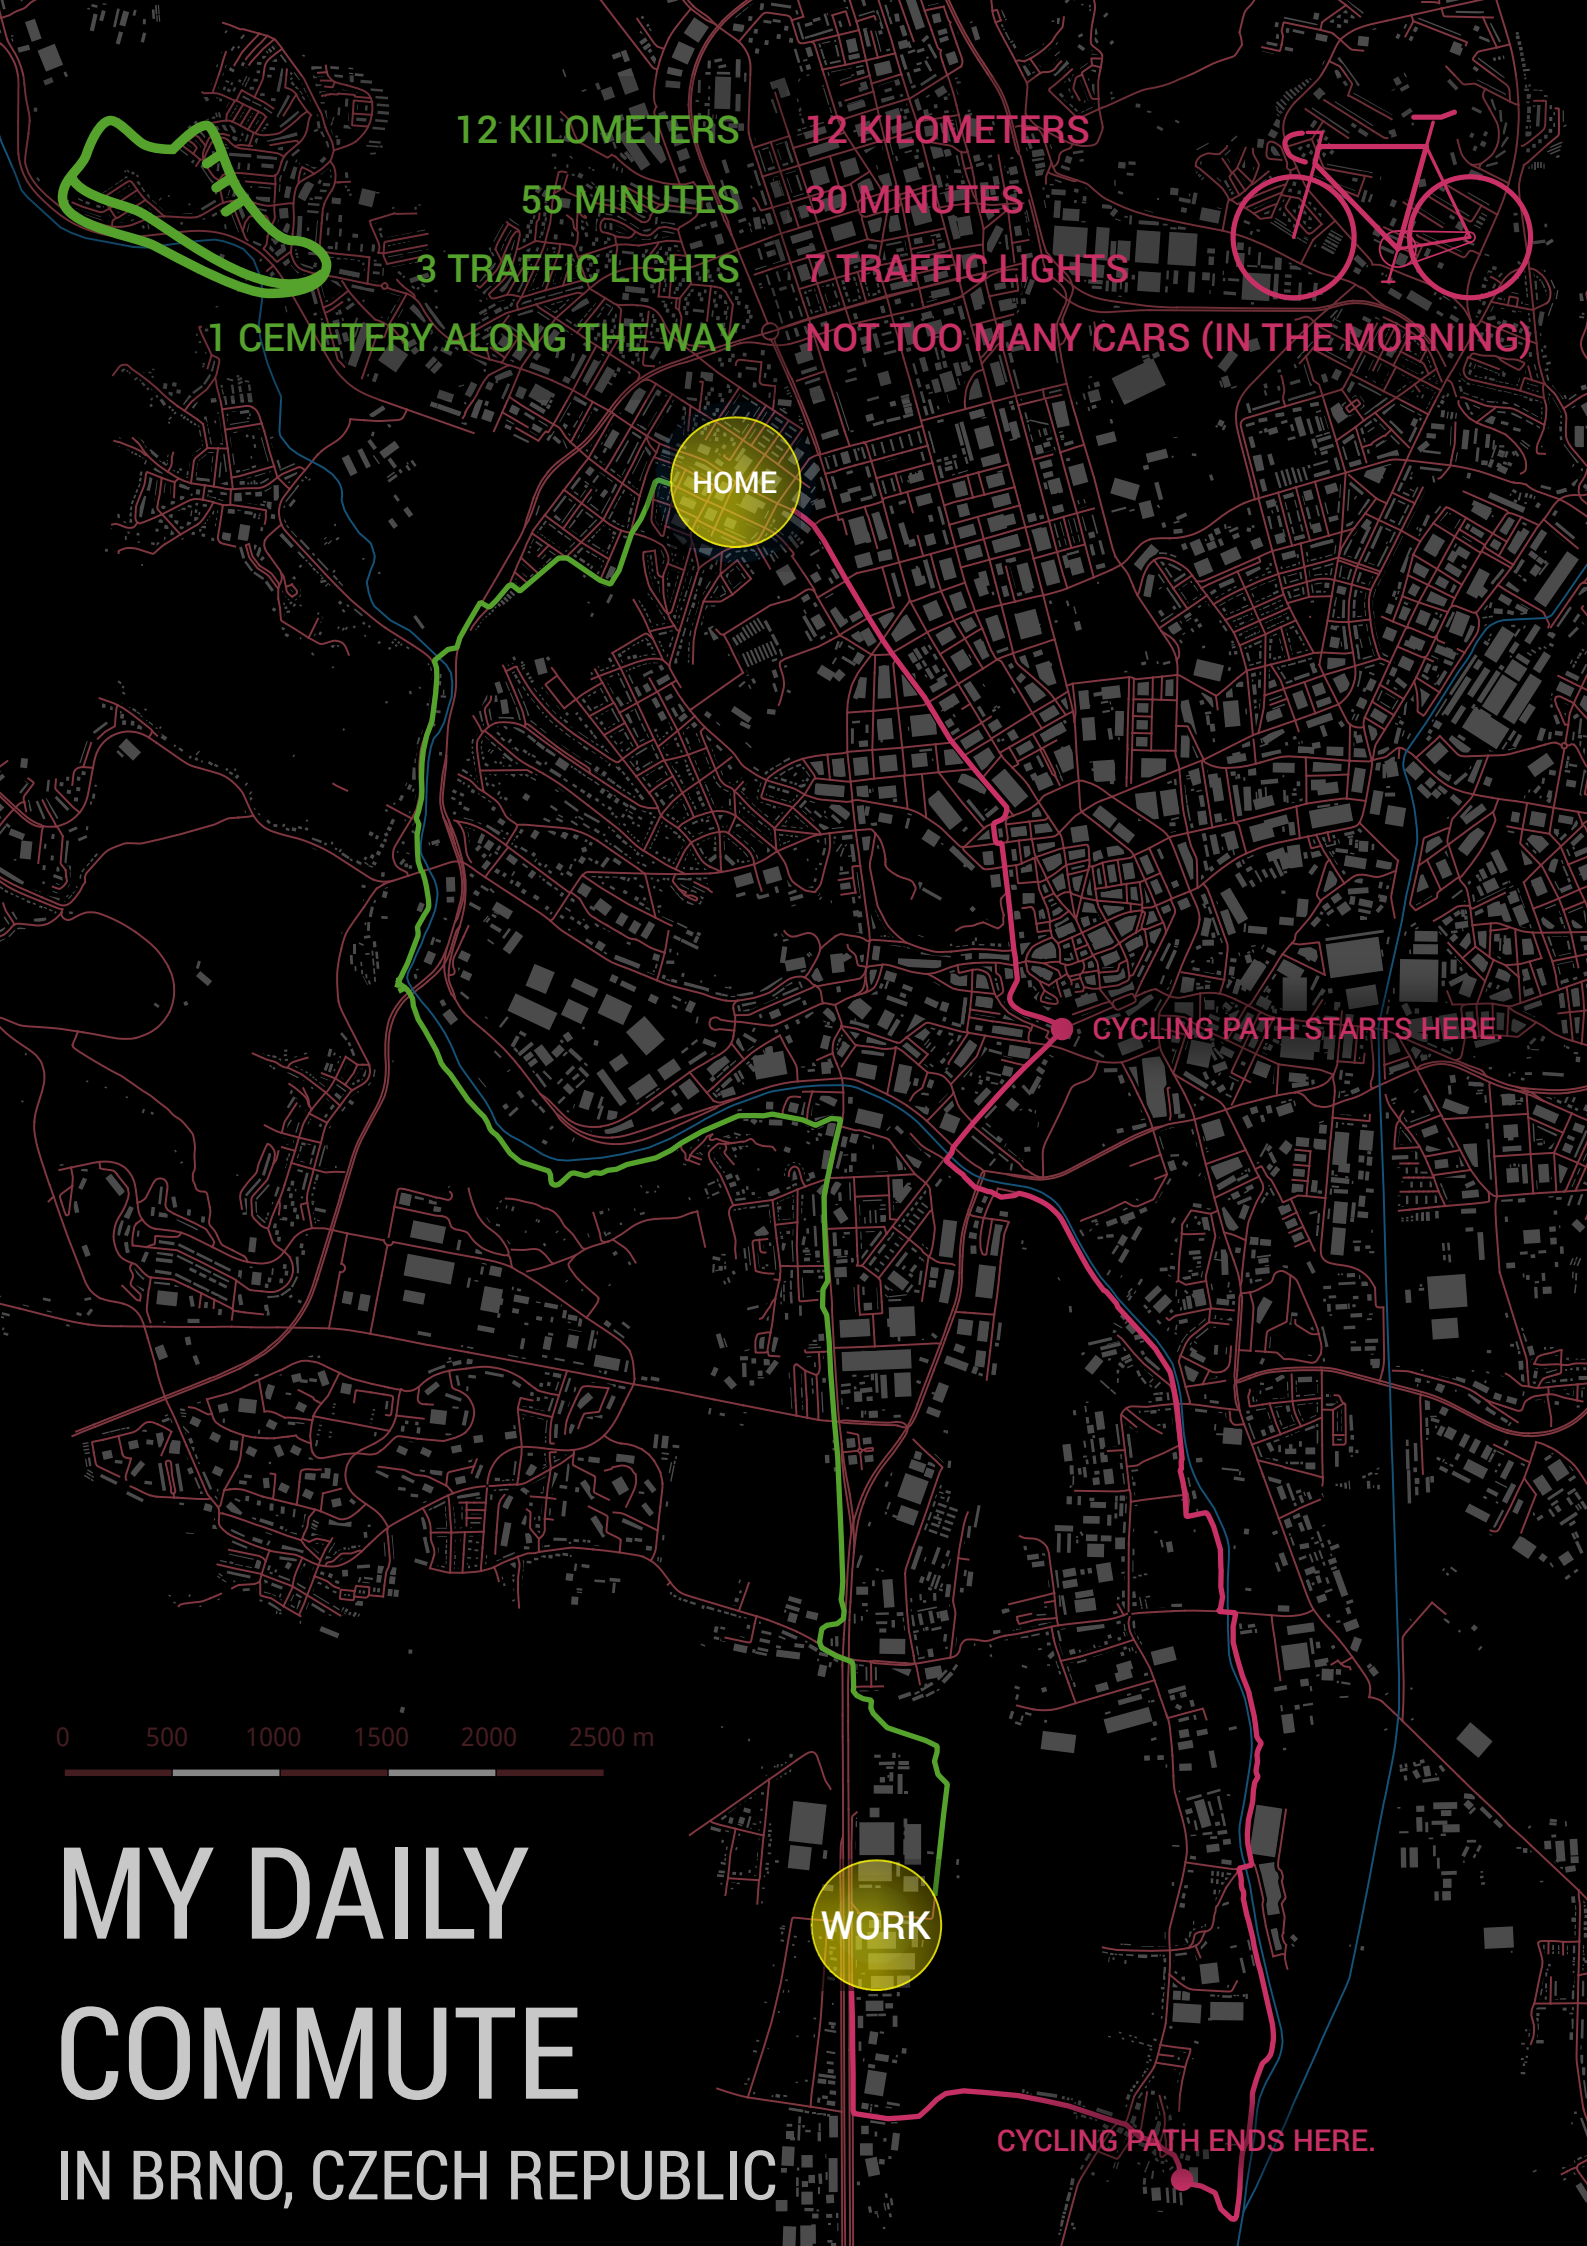 12 KILOMETERS
55 MINUTES
3 TRAFFIC LIGHTS
1 CEMETERY ALONG THE WAY
12 KILOMETERS
30 MINUTES
7 TRAFFIC LIGHTS
NOT TOO MANY CARS (IN THE MORNING)
HOME
CYCLING PATH STARTS HERE.
0 500 1000 1500 2000 2500 m
MY DAILY
COMMUTE
IN BRNO, CZECH REPUBLIC
WORK
CYCLING PATH ENDS HERE.